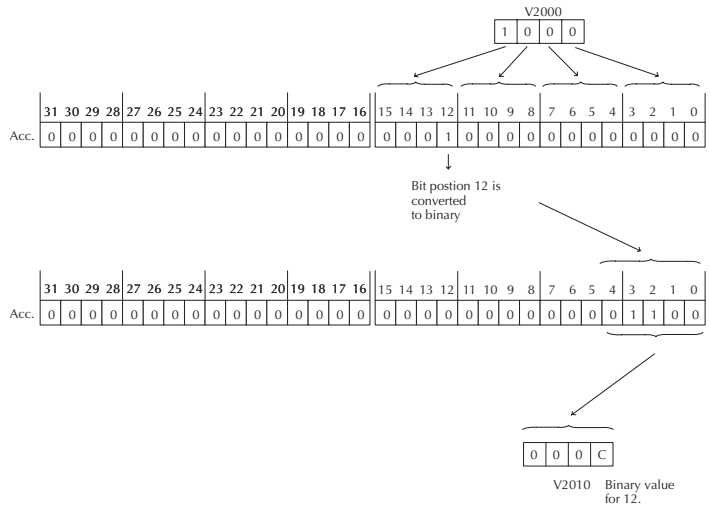 V2000
1 0 0 0
31 30 29 28 27 26 25 24 23 22 21 20 19 18 17 16 15 14 13 12 11 10 9 8 7 6 5 4 3 2 1 0
Acc. 0 0 0 0 0 0 0 0 0 0 0 0 0 0 0 0 0 0 0 1 0 0 0 0 0 0 0 0 0 0 0 0
Bit postion 12 is
converted
to binary
31 30 29 28 27 26 25 24 23 22 21 20 19 18 17 16 15 14 13 12 11 10 9 8 7 6 5 4 3 2 1 0
Acc. 0 0 0 0 0 0 0 0 0 0 0 0 0 0 0 0 0 0 0 0 0 0 0 0 0 0 0 0 1 1 0 0
0 0 0 C
V2010 Binary value
for 12.